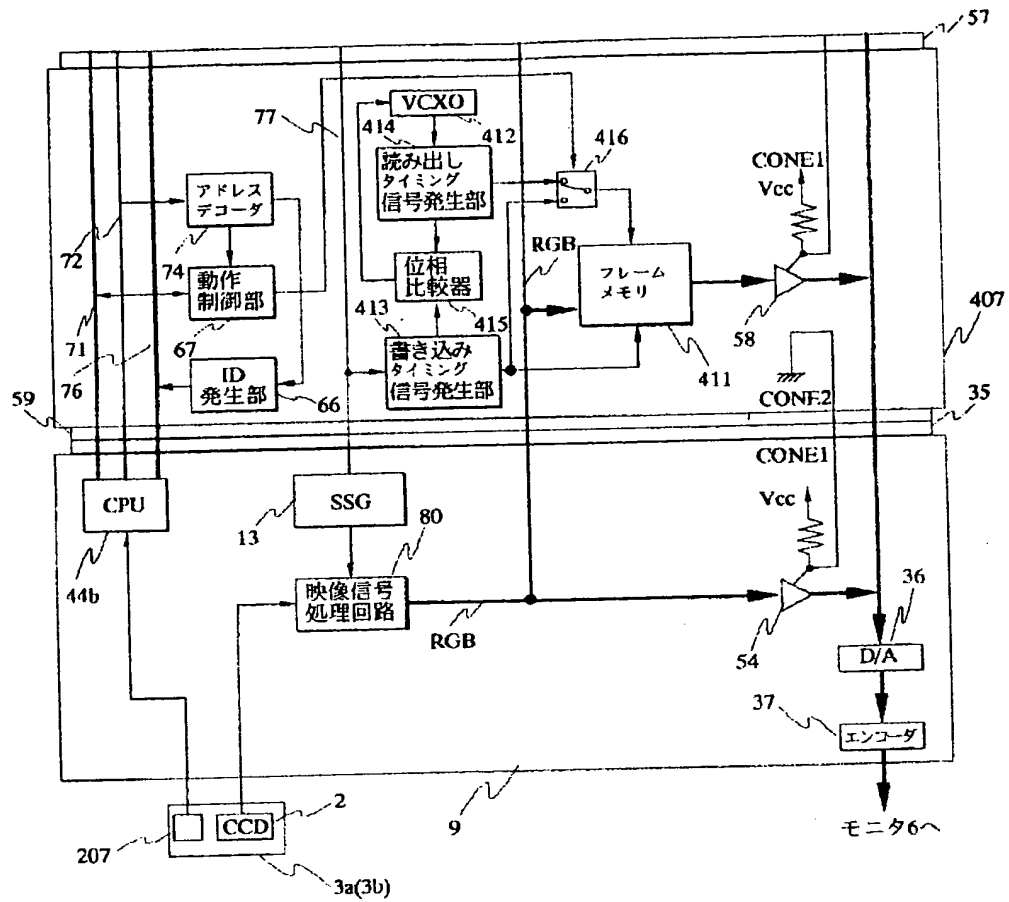 57
VCXO
77
414
412
416
読み出し
タイミング
信号発生部
CONE1
Vcc
アドレス
デコーダ
72
74
RGB
位相
比較器
フレーム
メモリ
動作
制御部
413
415
58
407
71
67
書き込み
タイミング
信号発生部
76
ID
発生部
66
411
CONE2
59
35
CONE1
CPU
SSG
Vcc
13
80
44b
映像信号
処理回路
36
RGB
54
D/A
37
エンコーダ
2
CCD
9
モニタ6へ
207
3a(3b)